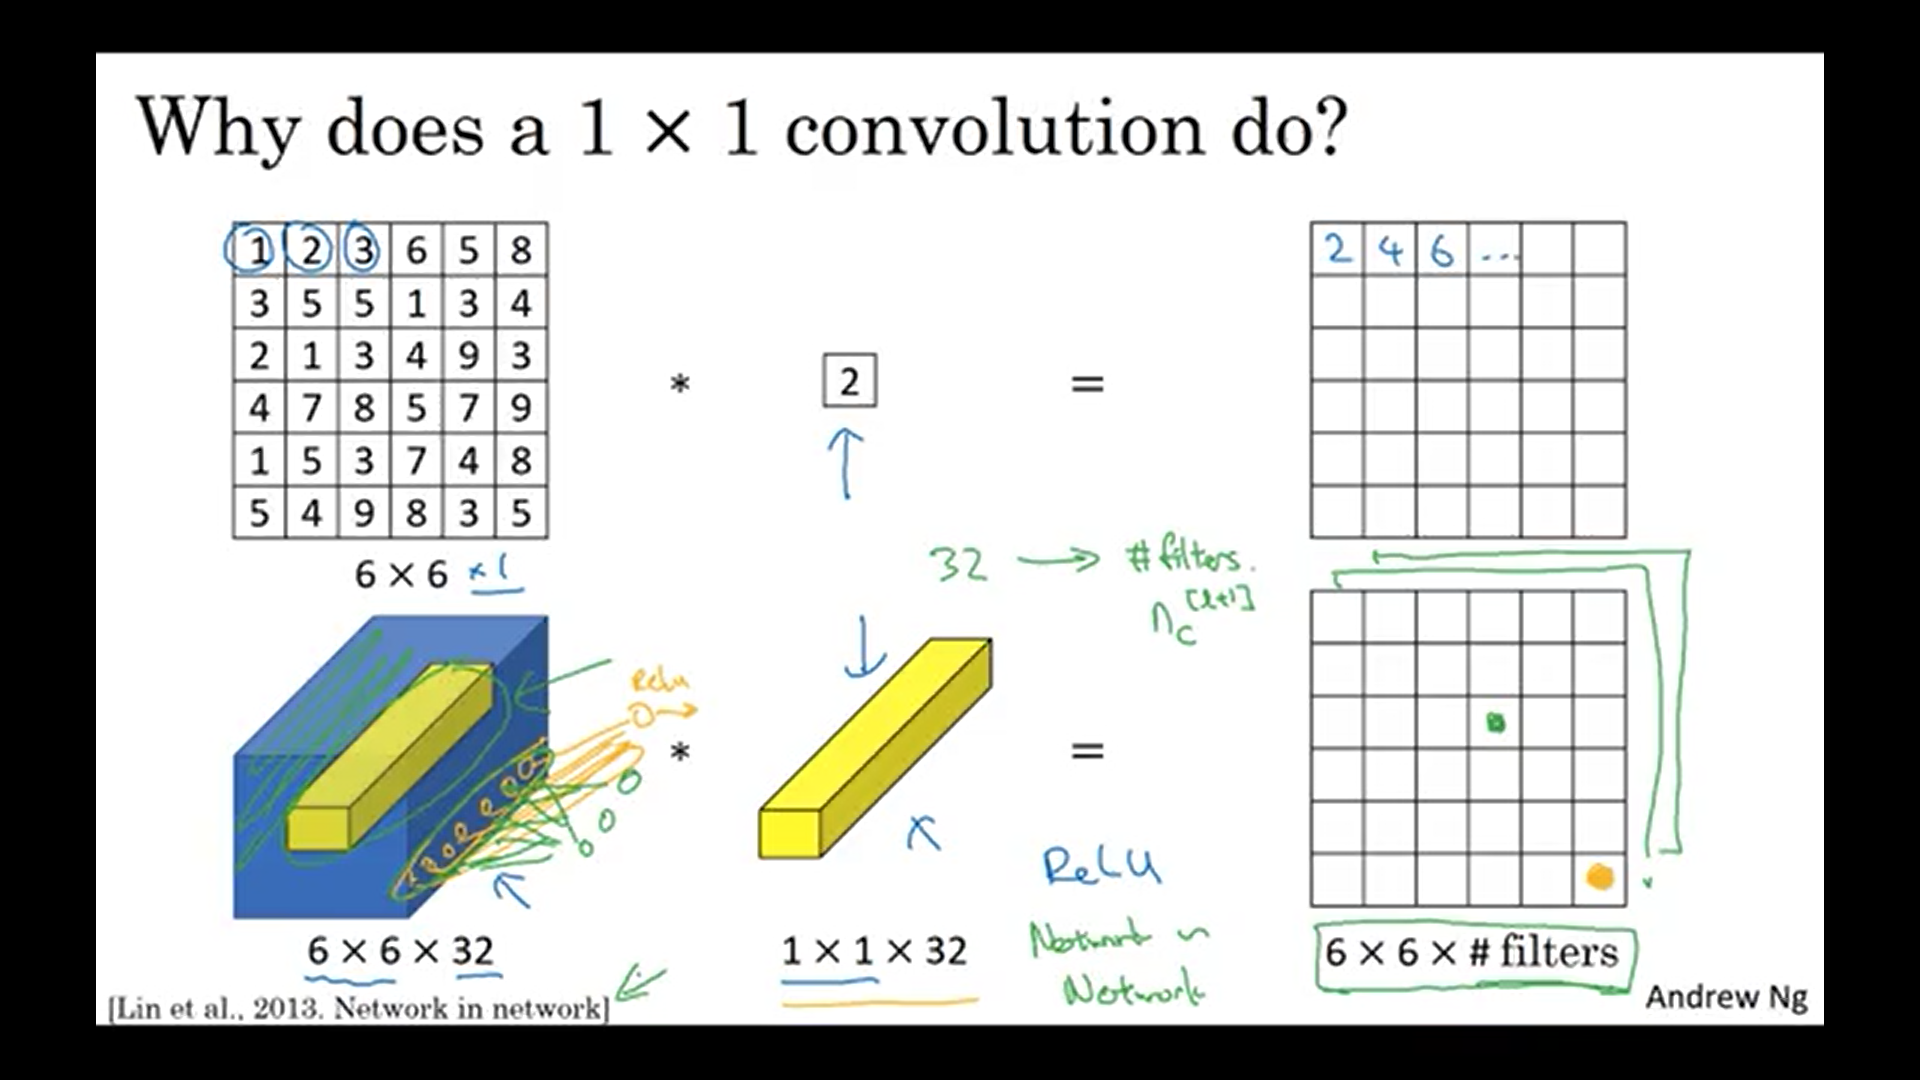 Why does a 1 × 1 convolution do?
1 2 3 6 5 8
3 5 5 1 3 4
2 1 3 4 9 3
4 7 8 5 7 9
1 5 3 7 4 8
5 4 9 8 3 5
* 2 =
2 4 6 ...
6 × 6 × 1
32 → # filters.
n_c^[l+1]
ReLU
* =
ReLU
6 × 6 × 32
1 × 1 × 32
Network in
Network
6 × 6 × # filters
[Lin et al., 2013. Network in network]
Andrew Ng